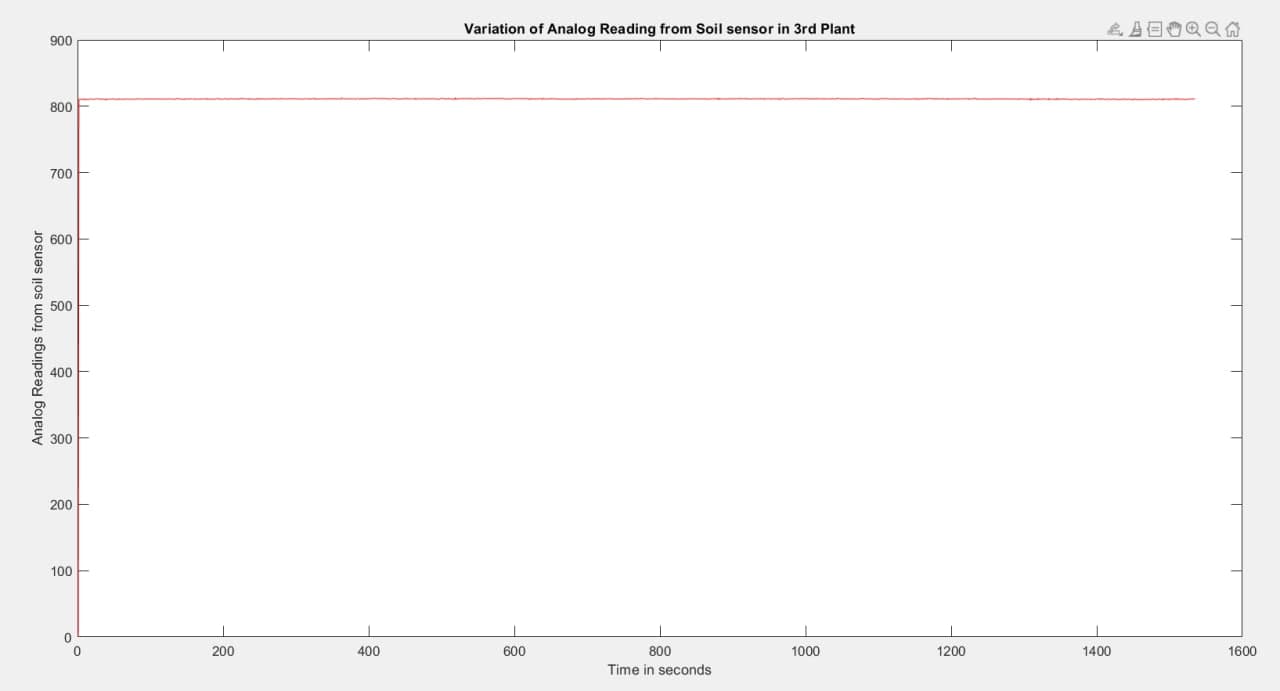 Variation of Analog Reading from Soil sensor in 3rd Plant
900
800
700
600
500
400
300
200
100
0
Analog Readings from soil sensor
0 200 400 600 800 1000 1200 1400 1600
Time in seconds